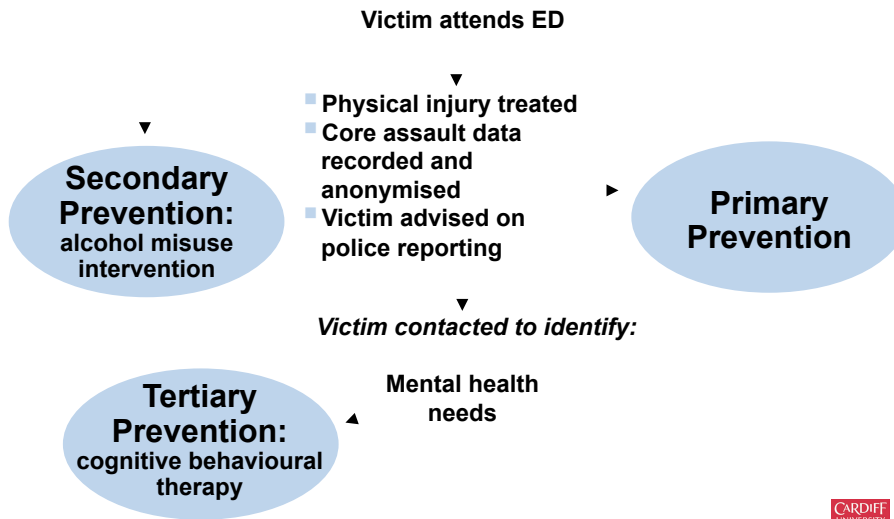 Victim attends ED
Physical injury treated
Core assault data
recorded and
anonymised
Victim advised on
police reporting
Secondary
Prevention:
alcohol misuse
intervention
Primary
Prevention
Victim contacted to identify:
Mental health
needs
Tertiary
Prevention:
cognitive behavioural
therapy
CARDIFF
UNIVERSITY